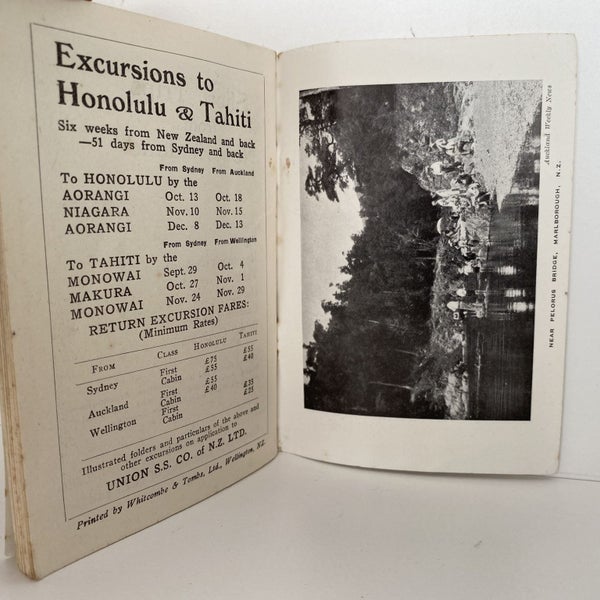 Excursions to
Honolulu & Tahiti
Six weeks from New Zealand and back
—51 days from Sydney and back
From Sydney From Auckland
To HONOLULU by the
AORANGI Oct. 13 Oct. 18
NIAGARA Nov. 10 Nov. 15
AORANGI Dec. 8 Dec. 13
From Sydney From Wellington
To TAHITI by the
MONOWAI Sept. 29 Oct. 4
MAKURA Oct. 27 Nov. 1
MONOWAI Nov. 24 Nov. 29
RETURN EXCURSION FARES:
(Minimum Rates)
FROM CLASS HONOLULU TAHITI
Sydney First £75 £55
Cabin £55 £40
Auckland First £55
Cabin £40
Wellington First £35
Cabin £25
Illustrated folders and particulars of the above and
other excursions on application to
UNION S.S. CO. of N.Z. LTD.
Printed by Whitcombe & Tombs, Ltd., Wellington, N.Z.
Auckland Weekly News
NEAR PELORUS BRIDGE, MARLBOROUGH, N.Z.